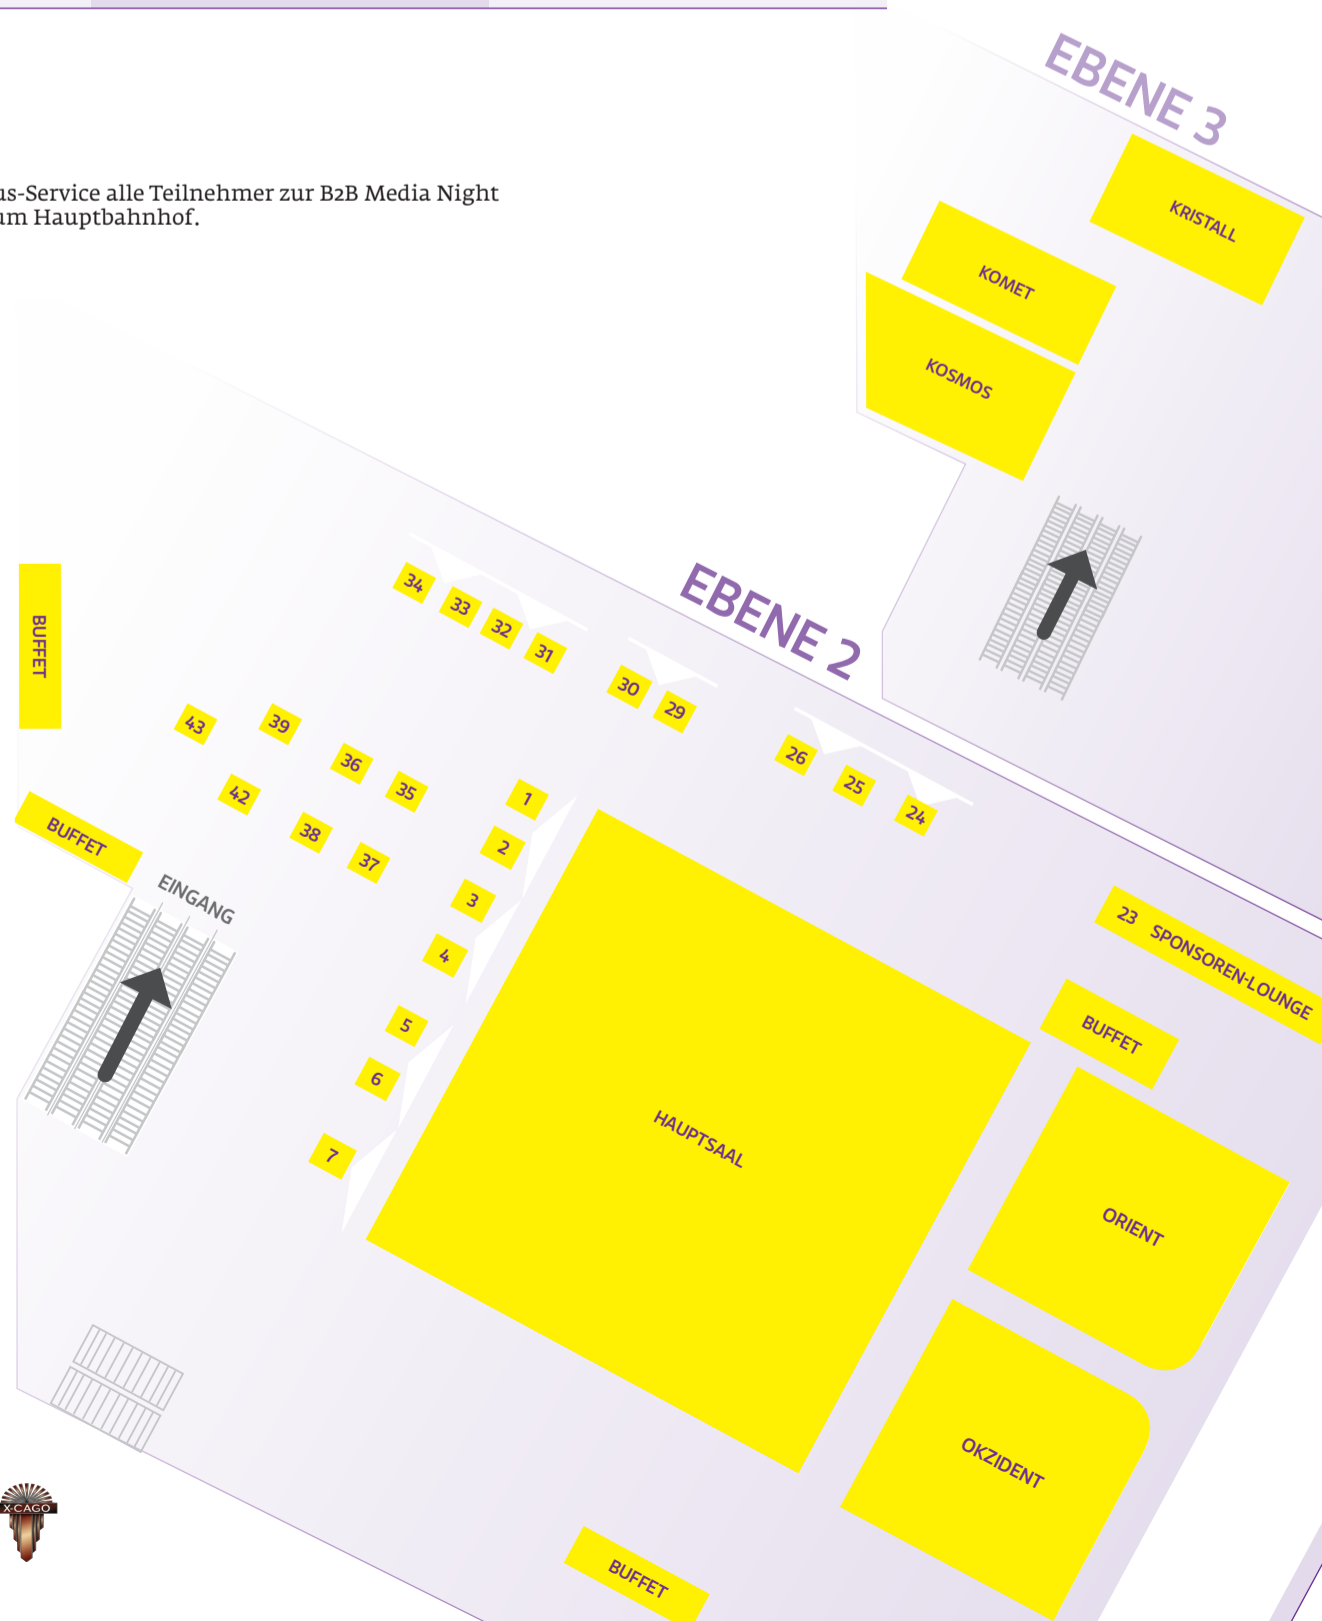 EBENE 3
us-Service alle Teilnehmer zur B2B Media Night
um Hauptbahnhof.
KRISTALL
KOMET
KOSMOS
EBENE 2
34
33
32
31
30
29
26
25
24
BUFFET
43
39
36
35
42
38
37
1
2
3
4
5
6
7
BUFFET
EINGANG
23 SPONSOREN-LOUNGE
BUFFET
HAUPTSAAL
ORIENT
OKZIDENT
X-CAGO
BUFFET